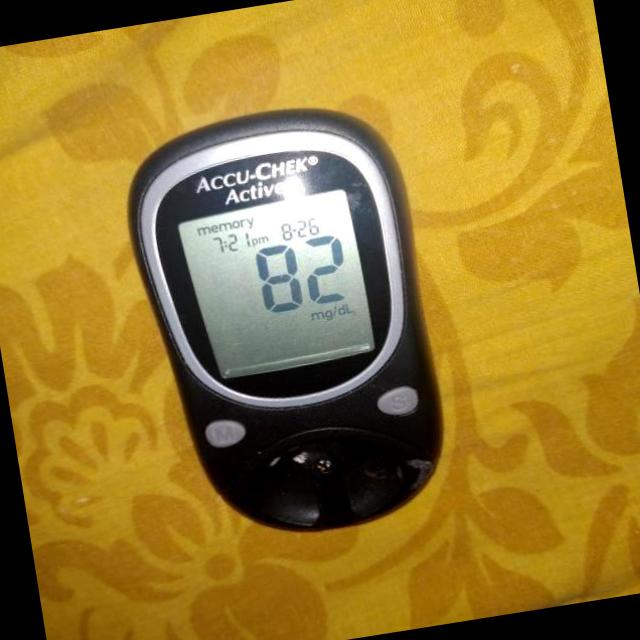 ACCU-CHEK®
Active
memory
7:21pm 8-26
82
mg/dL
M
S